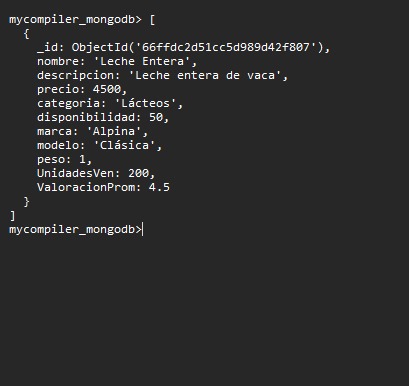 mycompiler_mongodb> [
  {
    _id: ObjectId('66ffdc2d51cc5d989d42f807'),
    nombre: 'Leche Entera',
    descripcion: 'Leche entera de vaca',
    precio: 4500,
    categoria: 'Lácteos',
    disponibilidad: 50,
    marca: 'Alpina',
    modelo: 'Clásica',
    peso: 1,
    UnidadesVen: 200,
    ValoracionProm: 4.5
  }
]
mycompiler_mongodb>